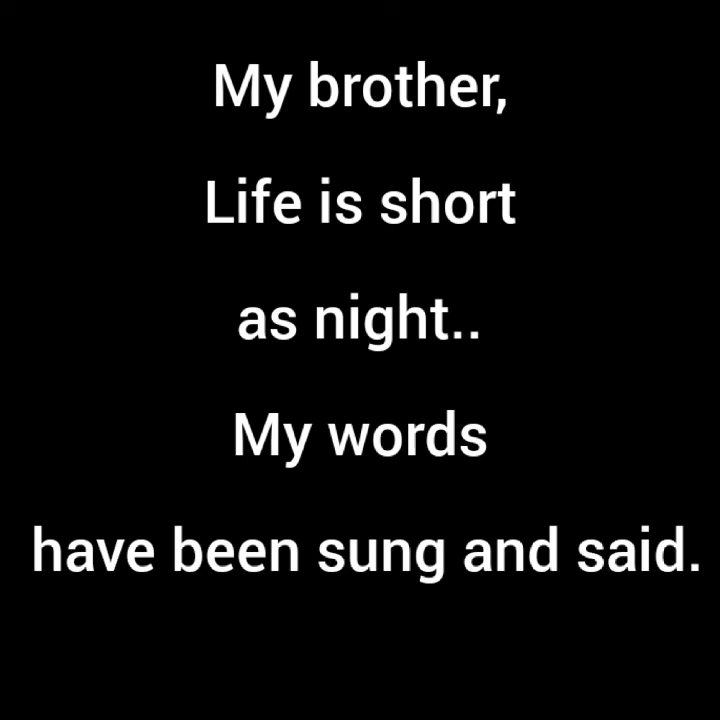 My brother,
Life is short
as night..
My words
have been sung and said.